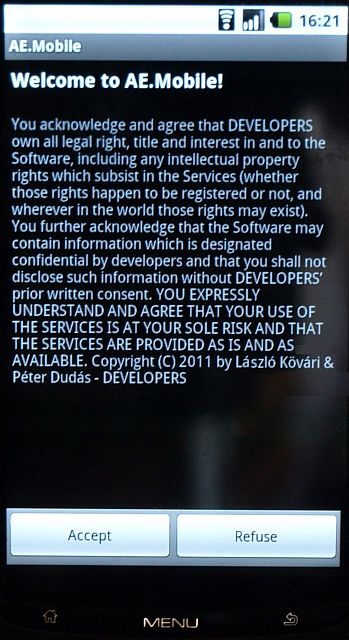 16:21
AE.Mobile
Welcome to AE.Mobile!
You acknowledge and agree that DEVELOPERS
own all legal right, title and interest in and to the
Software, including any intellectual property
rights which subsist in the Services (whether
those rights happen to be registered or not, and
wherever in the world those rights may exist).
You further acknowledge that the Software may
contain information which is designated
confidential by developers and that you shall not
disclose such information without DEVELOPERS'
prior written consent. YOU EXPRESSLY
UNDERSTAND AND AGREE THAT YOUR USE OF
THE SERVICES IS AT YOUR SOLE RISK AND THAT
THE SERVICES ARE PROVIDED AS IS AND AS
AVAILABLE. Copyright (C) 2011 by László Kövári &
Péter Dudás - DEVELOPERS
Accept Refuse
MENU